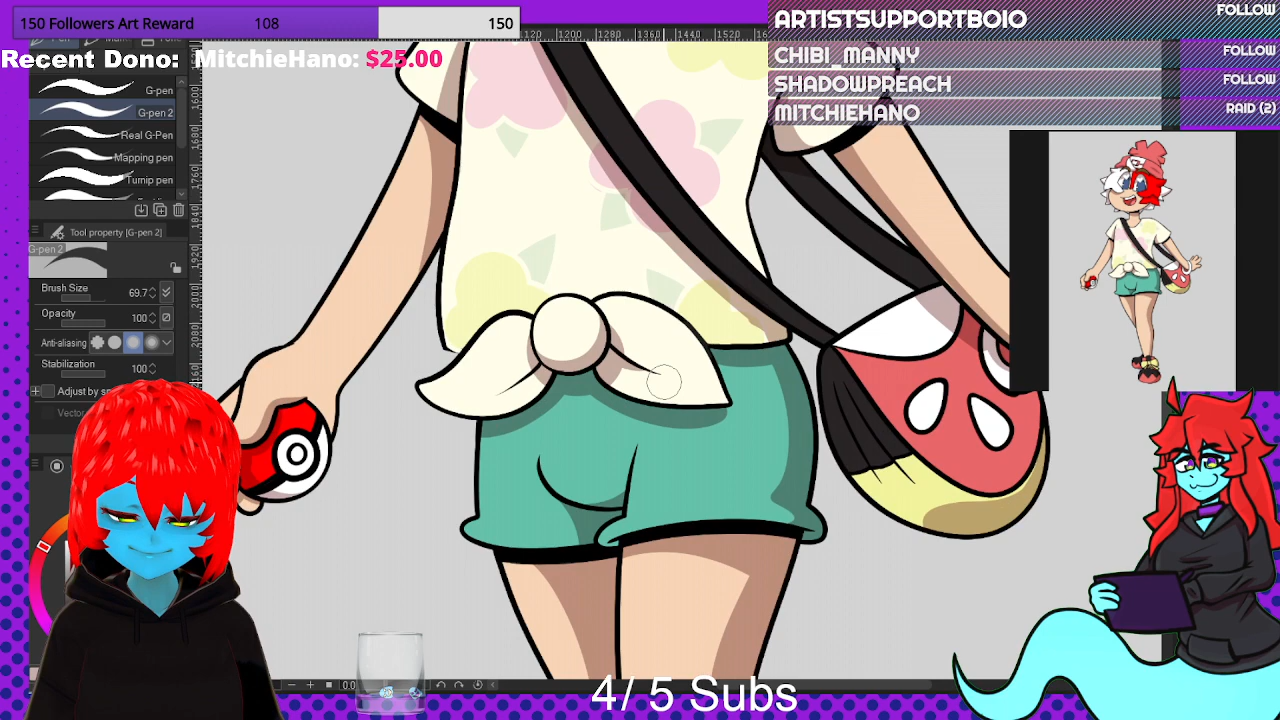 150 Followers Art Reward 108 150
Recent Dono: MitchieHano: $25.00
ARTISTSUPPORTBOIO FOLLOW
CHIBI_MANNY FOLLOW
SHADOWPREACH FOLLOW
MITCHIEHANO RAID (2)
G-pen
G-pen 2
Real G-Pen
Mapping pen
Turnip pen
Tool property [G-pen 2]
G-pen 2
Brush Size 69.7
Opacity 100
Anti-aliasing
Stabilization 100
Adjust by
4/ 5 Subs